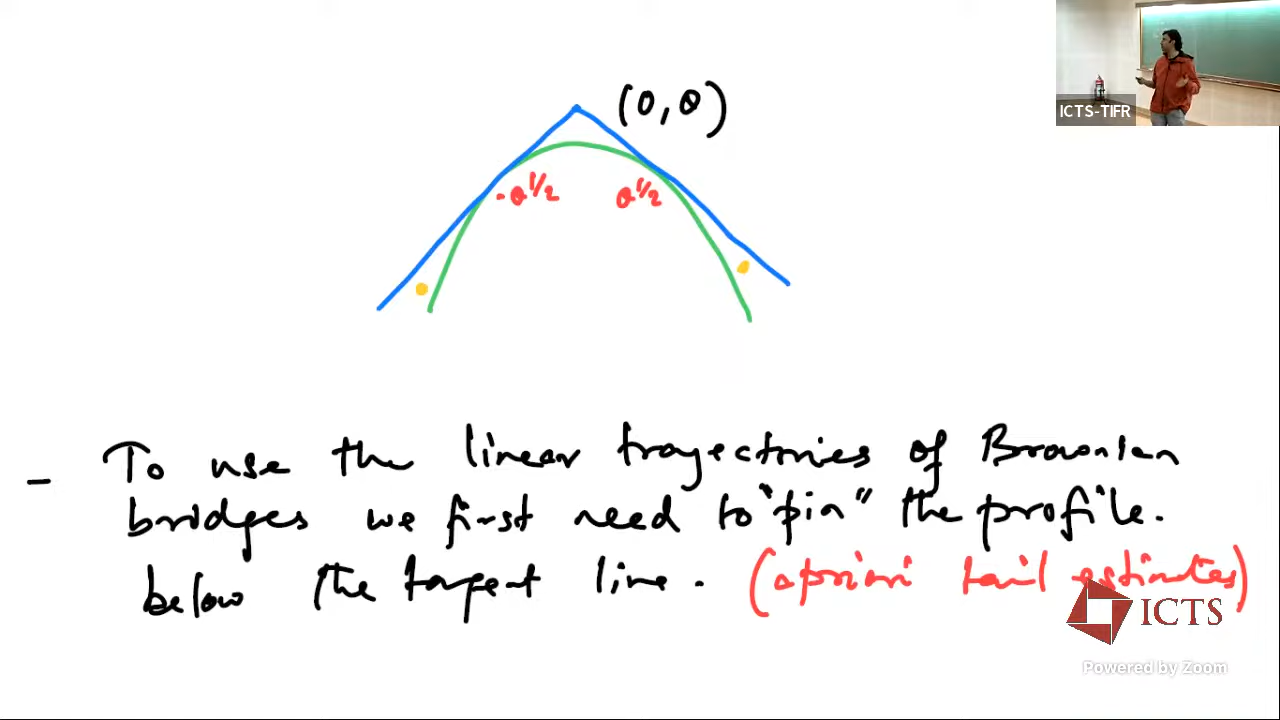 (0, θ)
ICTS-TIFR
-θ^{1/2} θ^{1/2}
- To use the linear trajectories of Brownian
bridges we first need to "pin" the profile.
below the tangent line. (apriori tail estimates)
ICTS
Powered by Zoom